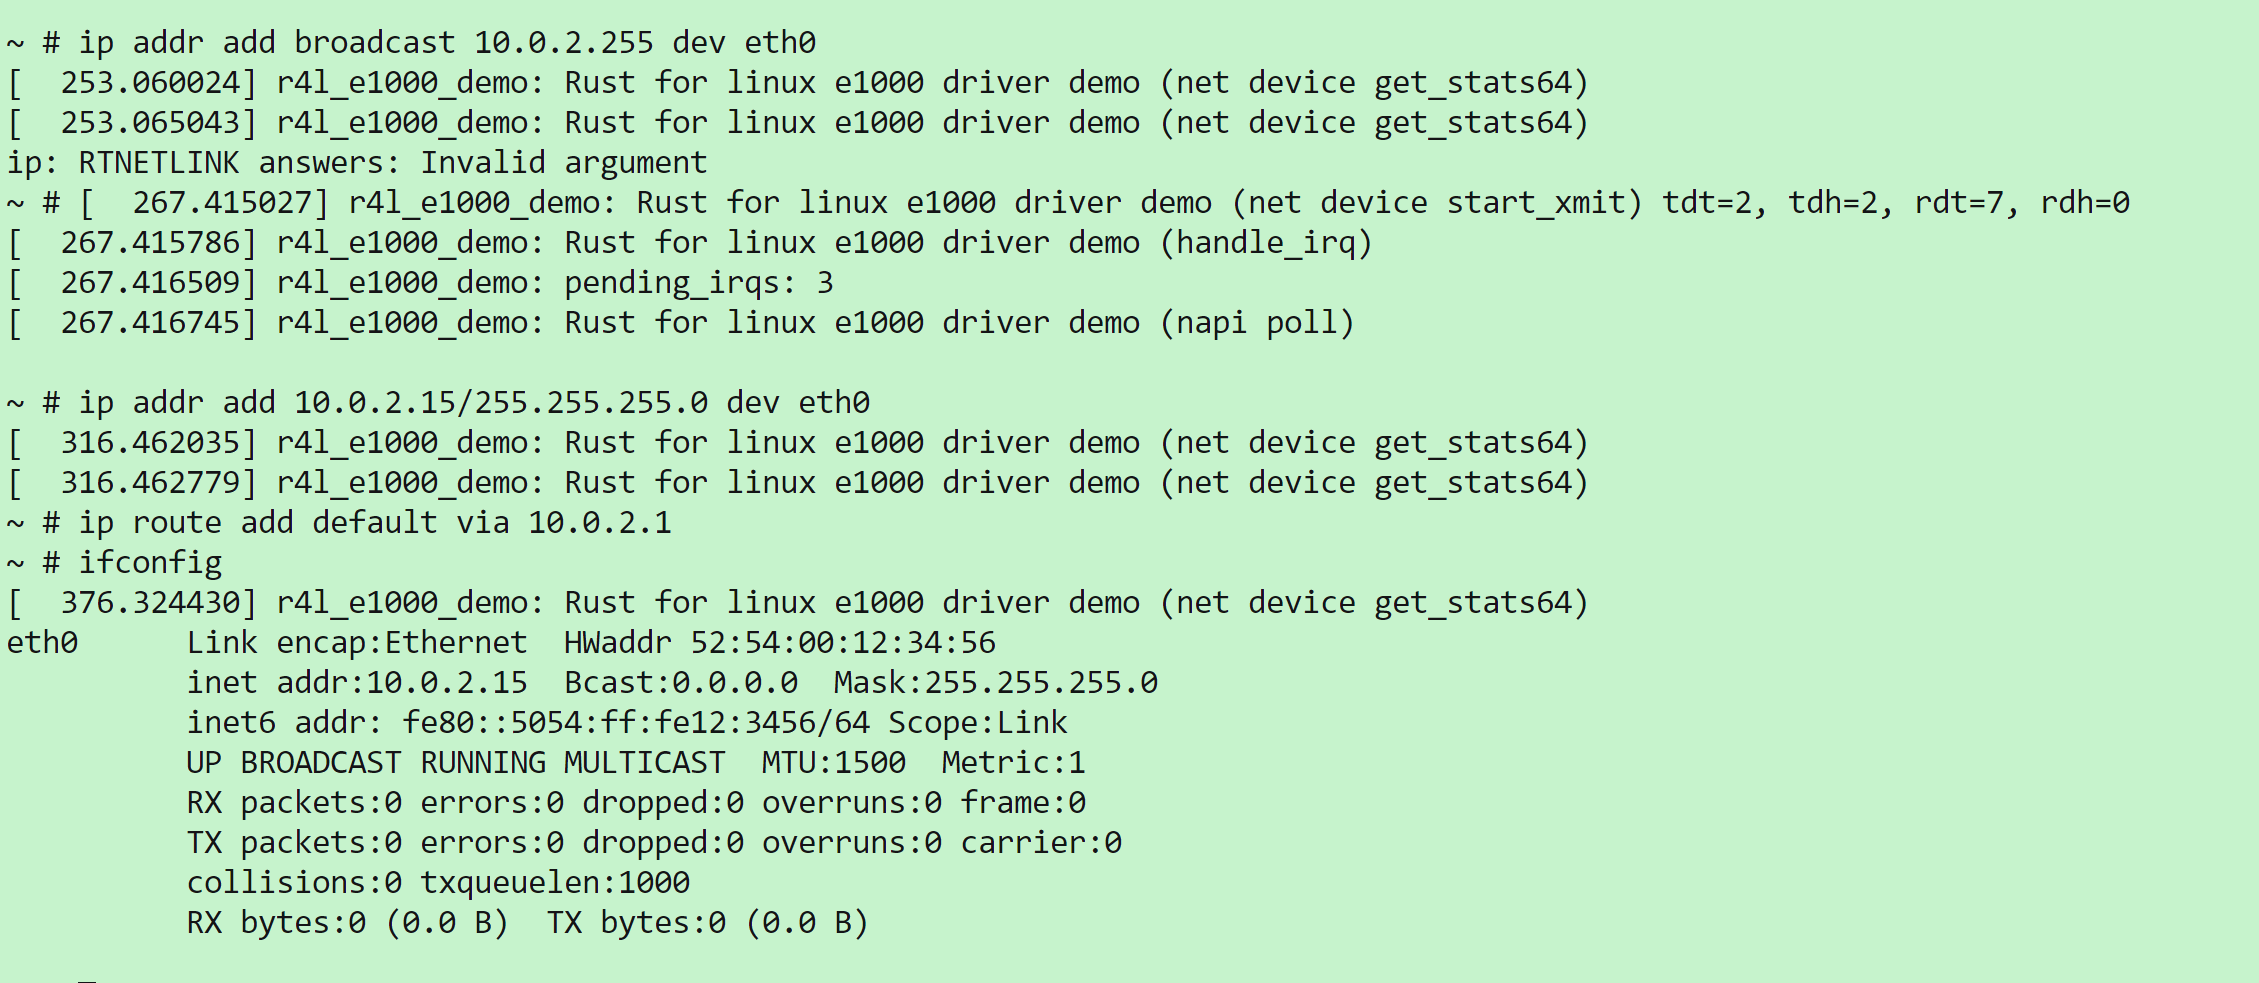 ~ # ip addr add broadcast 10.0.2.255 dev eth0
[  253.060024] r4l_e1000_demo: Rust for linux e1000 driver demo (net device get_stats64)
[  253.065043] r4l_e1000_demo: Rust for linux e1000 driver demo (net device get_stats64)
ip: RTNETLINK answers: Invalid argument
~ # [  267.415027] r4l_e1000_demo: Rust for linux e1000 driver demo (net device start_xmit) tdt=2, tdh=2, rdt=7, rdh=0
[  267.415786] r4l_e1000_demo: Rust for linux e1000 driver demo (handle_irq)
[  267.416509] r4l_e1000_demo: pending_irqs: 3
[  267.416745] r4l_e1000_demo: Rust for linux e1000 driver demo (napi poll)
~ # ip addr add 10.0.2.15/255.255.255.0 dev eth0
[  316.462035] r4l_e1000_demo: Rust for linux e1000 driver demo (net device get_stats64)
[  316.462779] r4l_e1000_demo: Rust for linux e1000 driver demo (net device get_stats64)
~ # ip route add default via 10.0.2.1
~ # ifconfig
[  376.324430] r4l_e1000_demo: Rust for linux e1000 driver demo (net device get_stats64)
eth0      Link encap:Ethernet  HWaddr 52:54:00:12:34:56
          inet addr:10.0.2.15  Bcast:0.0.0.0  Mask:255.255.255.0
          inet6 addr: fe80::5054:ff:fe12:3456/64 Scope:Link
          UP BROADCAST RUNNING MULTICAST  MTU:1500  Metric:1
          RX packets:0 errors:0 dropped:0 overruns:0 frame:0
          TX packets:0 errors:0 dropped:0 overruns:0 carrier:0
          collisions:0 txqueuelen:1000
          RX bytes:0 (0.0 B)  TX bytes:0 (0.0 B)